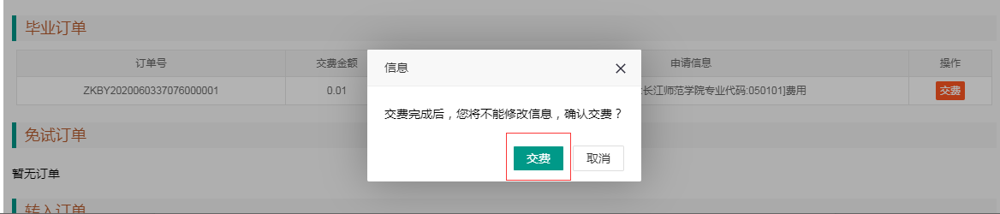 毕业订单
订单号 交费金额 申请信息 操作
ZKBY2020060337076000001 0.01 长江师范学院专业代码:050101]费用 交费
信息
交费完成后，您将不能修改信息，确认交费？
交费 取消
免试订单
暂无订单
转入订单